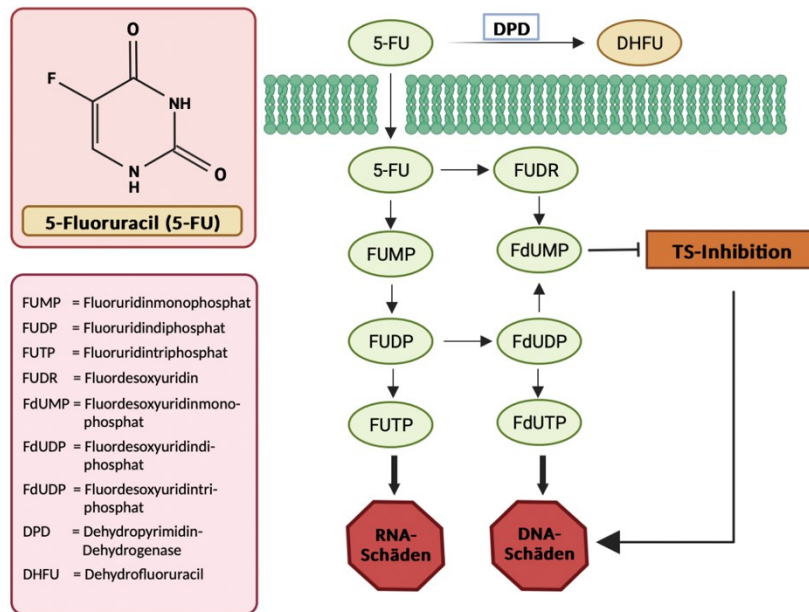 O
F
NH
N
H
O
5-Fluoruracil (5-FU)
FUMP = Fluoruridinmonophosphat
FUDP = Fluoruridindiphosphat
FUTP = Fluoruridintriphosphat
FUDR = Fluordesoxyuridin
FdUMP = Fluordesoxyuridinmono-
phosphat
FdUDP = Fluordesoxyuridindi-
phosphat
FdUDP = Fluordesoxyuridintri-
phosphat
DPD = Dehydropyrimidin-
Dehydrogenase
DHFU = Dehydrofluoruracil
5-FU
DPD
DHFU
5-FU
FUDR
FUMP
FdUMP
TS-Inhibition
FUDP
FdUDP
FUTP
FdUTP
RNA-
Schäden
DNA-
Schäden